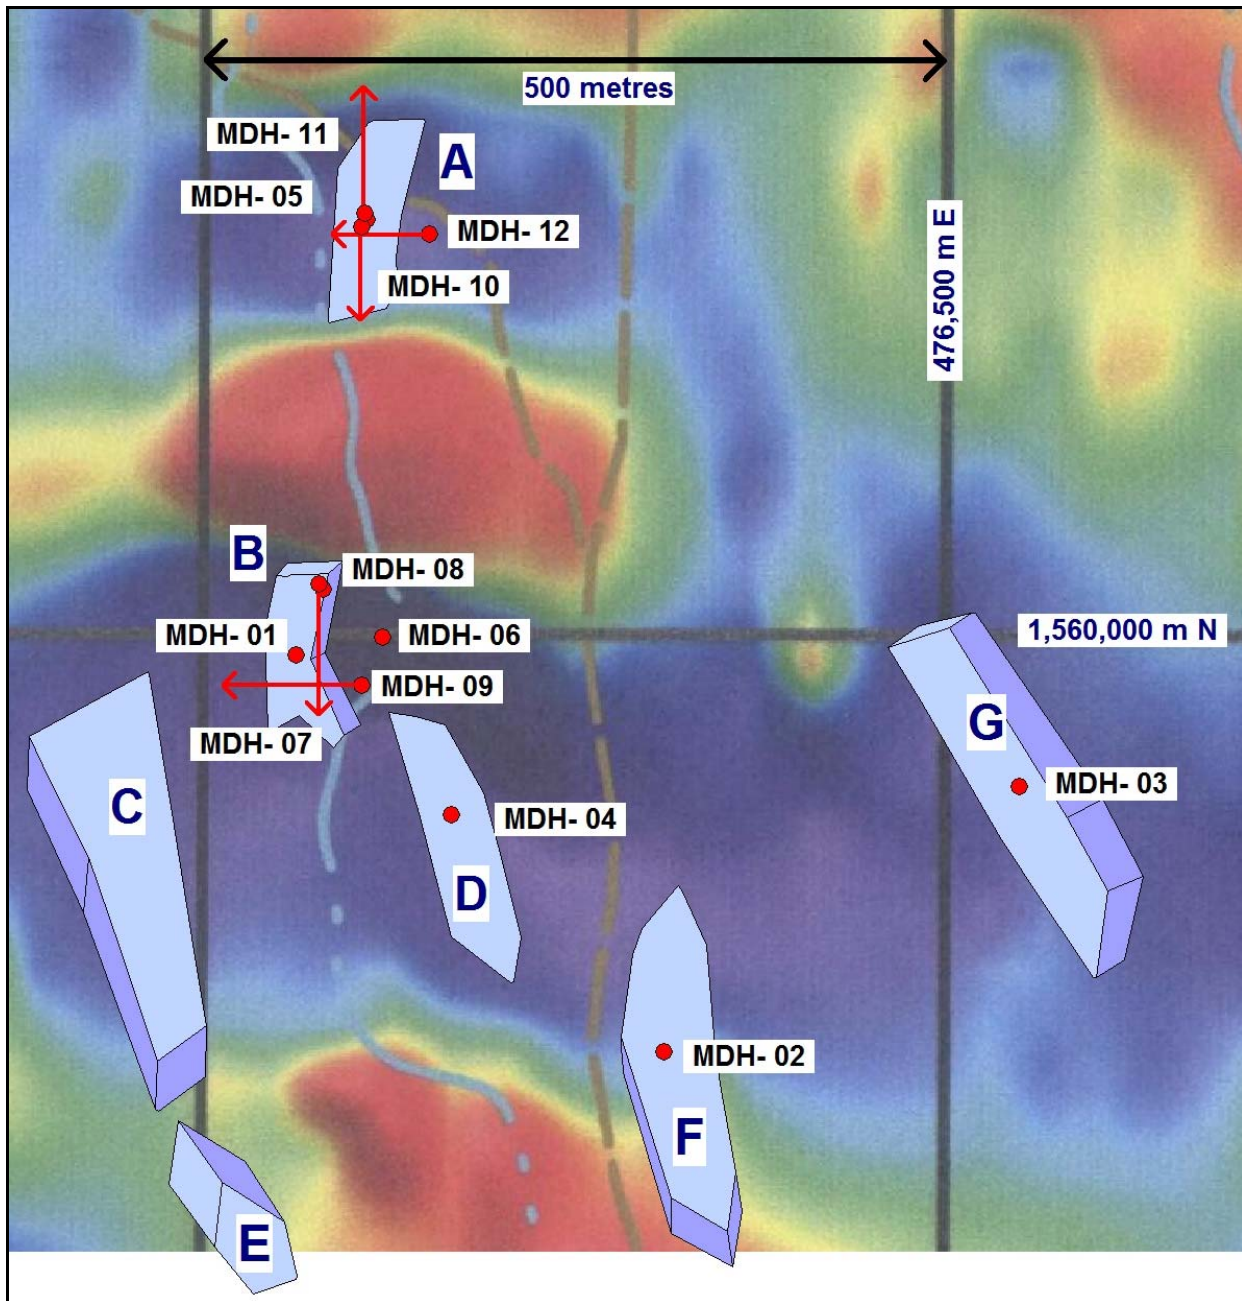 500 metres
MDH- 11
A
MDH- 05
MDH- 12
MDH- 10
476,500 m E
B
MDH- 08
MDH- 01
MDH- 06
1,560,000 m N
MDH- 09
MDH- 07
G
C
MDH- 03
MDH- 04
D
MDH- 02
F
E